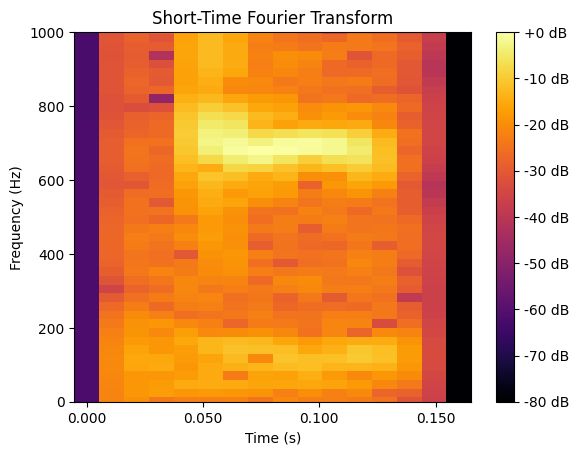 Short-Time Fourier Transform
1000
800
600
400
200
0
Frequency (Hz)
0.000
0.050
0.100
0.150
Time (s)
+0 dB
-10 dB
-20 dB
-30 dB
-40 dB
-50 dB
-60 dB
-70 dB
-80 dB